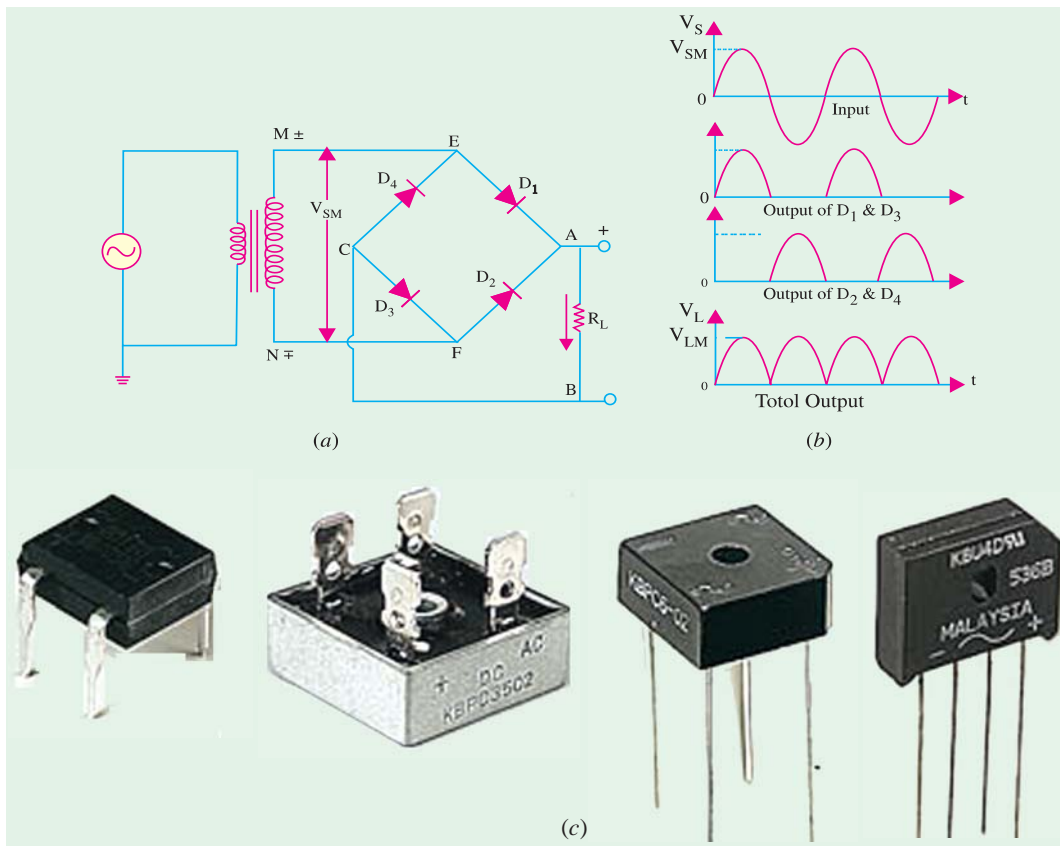 M ±
E
D4
D1
VSM
C
A
+
D3
D2
RL
N ∓
F
B
(a)
VS
VSM
0
t
Input
0
Output of D1 & D3
0
Output of D2 & D4
VL
VLM
0
t
Totol Output
(b)
AC
+ DC
KBPC3502
KBPC6-02
KBU4D
536B
MALAYSIA
- +
(c)